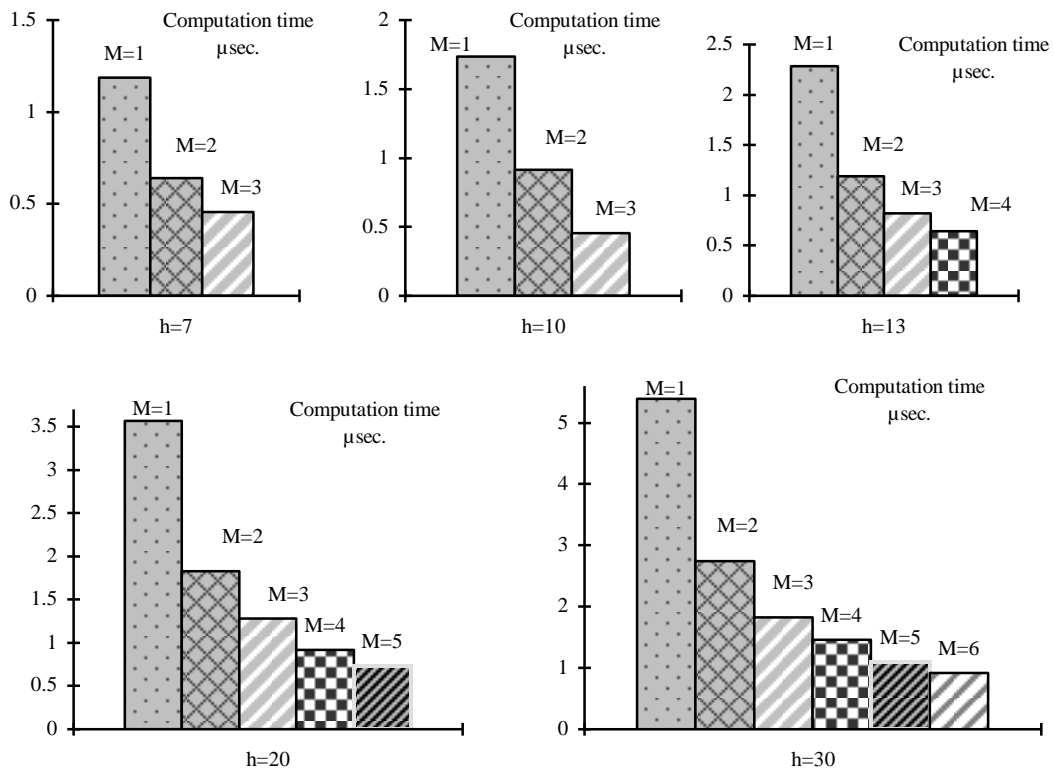 Computation time
µsec.
M=1
M=2
M=3
1.5
1
0.5
0
h=7
Computation time
µsec.
M=1
M=2
M=3
2
1.5
1
0.5
0
h=10
Computation time
µsec.
M=1
M=2
M=3
M=4
2.5
2
1.5
1
0.5
0
h=13
Computation time
µsec.
M=1
M=2
M=3
M=4
M=5
3.5
3
2.5
2
1.5
1
0.5
0
h=20
Computation time
µsec.
M=1
M=2
M=3
M=4
M=5
M=6
5
4
3
2
1
0
h=30